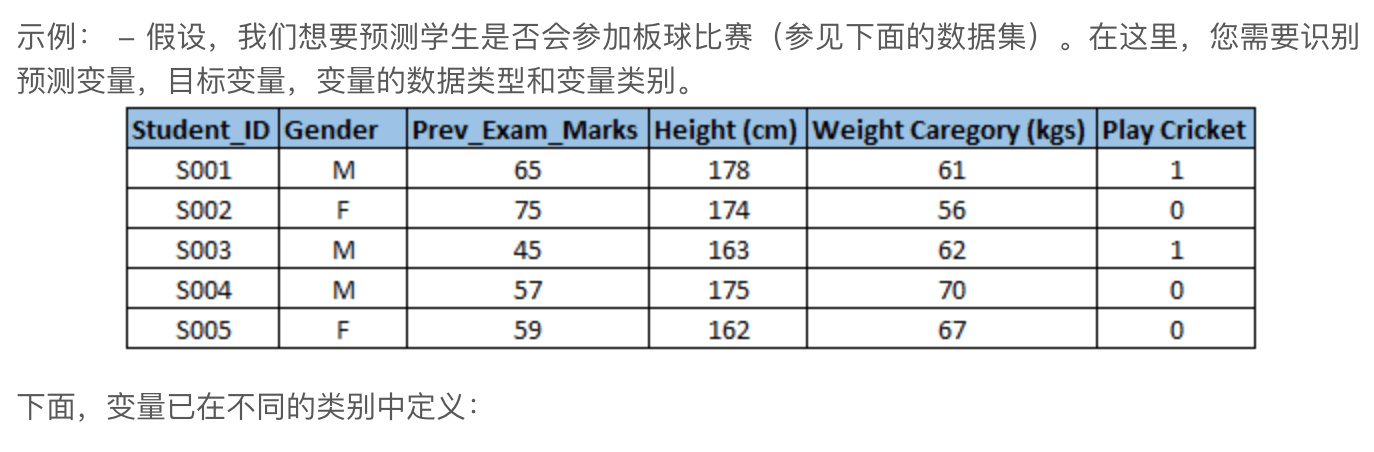 示例： – 假设，我们想要预测学生是否会参加板球比赛（参见下面的数据集）。在这里，您需要识别
预测变量，目标变量，变量的数据类型和变量类别。
Student_ID Gender Prev_Exam_Marks Height (cm) Weight Caregory (kgs) Play Cricket
S001 M 65 178 61 1
S002 F 75 174 56 0
S003 M 45 163 62 1
S004 M 57 175 70 0
S005 F 59 162 67 0
下面，变量已在不同的类别中定义：